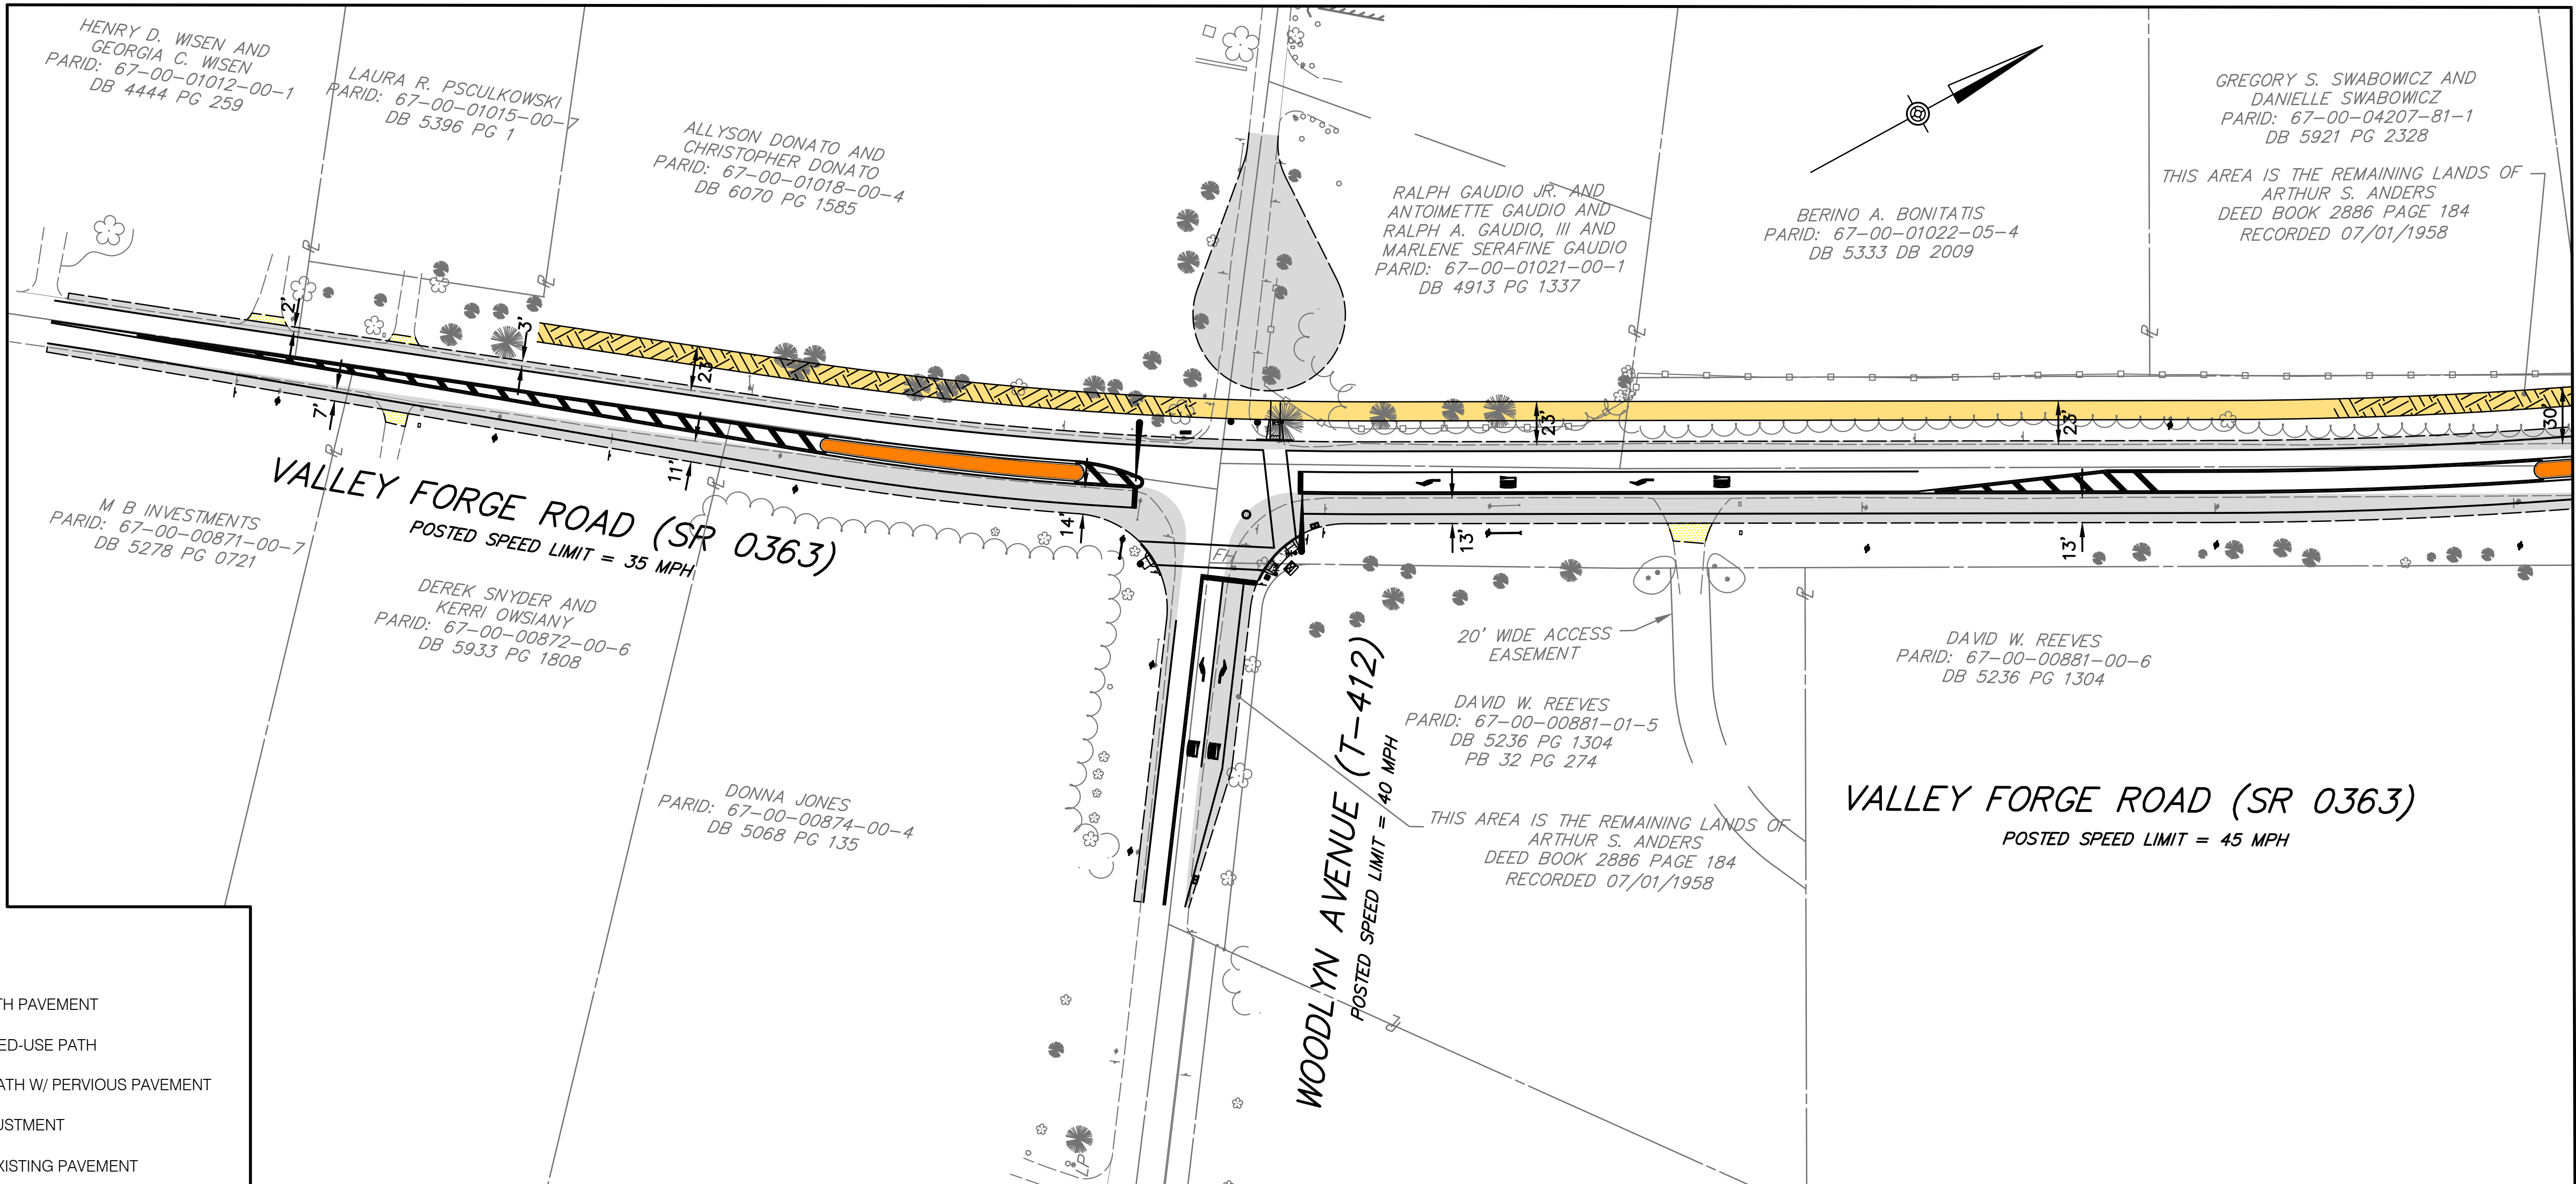 HENRY D. WISEN AND
GEORGIA C. WISEN
PARID: 67-00-01012-00-1
DB 4444 PG 259
LAURA R. PSCULKOWSKI
PARID: 67-00-01015-00-7
DB 5396 PG 1
ALLYSON DONATO AND
CHRISTOPHER DONATO
PARID: 67-00-01018-00-4
DB 6070 PG 1585
RALPH GAUDIO JR. AND
ANTOIMETTE GAUDIO AND
RALPH A. GAUDIO, III AND
MARLENE SERAFINE GAUDIO
PARID: 67-00-01021-00-1
DB 4913 PG 1337
BERINO A. BONITATIS
PARID: 67-00-01022-05-4
DB 5333 DB 2009
GREGORY S. SWABOWICZ AND
DANIELLE SWABOWICZ
PARID: 67-00-04207-81-1
DB 5921 PG 2328
THIS AREA IS THE REMAINING LANDS OF
ARTHUR S. ANDERS
DEED BOOK 2886 PAGE 184
RECORDED 07/01/1958
2'
3'
23'
23'
23'
30'
7'
11'
14'
13'
13'
FH
VALLEY FORGE ROAD (SR 0363)
POSTED SPEED LIMIT = 35 MPH
M B INVESTMENTS
PARID: 67-00-00871-00-7
DB 5278 PG 0721
DEREK SNYDER AND
KERRI OWSIANY
PARID: 67-00-00872-00-6
DB 5933 PG 1808
DONNA JONES
PARID: 67-00-00874-00-4
DB 5068 PG 135
WOODLYN AVENUE (T-412)
POSTED SPEED LIMIT = 40 MPH
20' WIDE ACCESS
EASEMENT
DAVID W. REEVES
PARID: 67-00-00881-01-5
DB 5236 PG 1304
PB 32 PG 274
THIS AREA IS THE REMAINING LANDS OF
ARTHUR S. ANDERS
DEED BOOK 2886 PAGE 184
RECORDED 07/01/1958
DAVID W. REEVES
PARID: 67-00-00881-00-6
DB 5236 PG 1304
VALLEY FORGE ROAD (SR 0363)
POSTED SPEED LIMIT = 45 MPH
LP
TH PAVEMENT
ED-USE PATH
ATH W/ PERVIOUS PAVEMENT
USTMENT
XISTING PAVEMENT